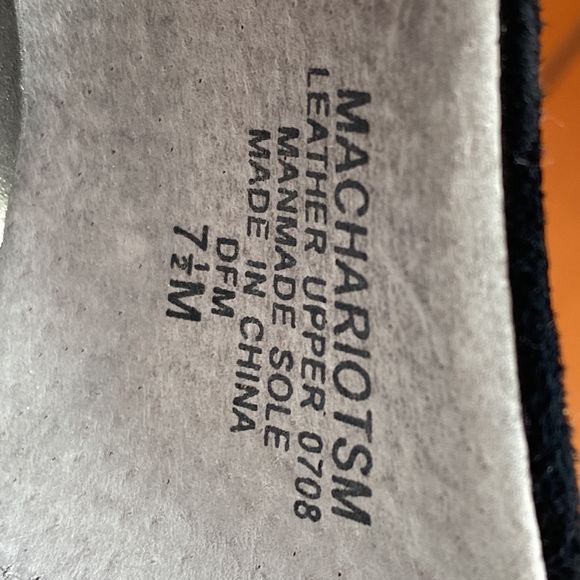 MACHARIOTSM
LEATHER UPPER 0708
MANMADE SOLE
MADE IN CHINA
DFM
7½M